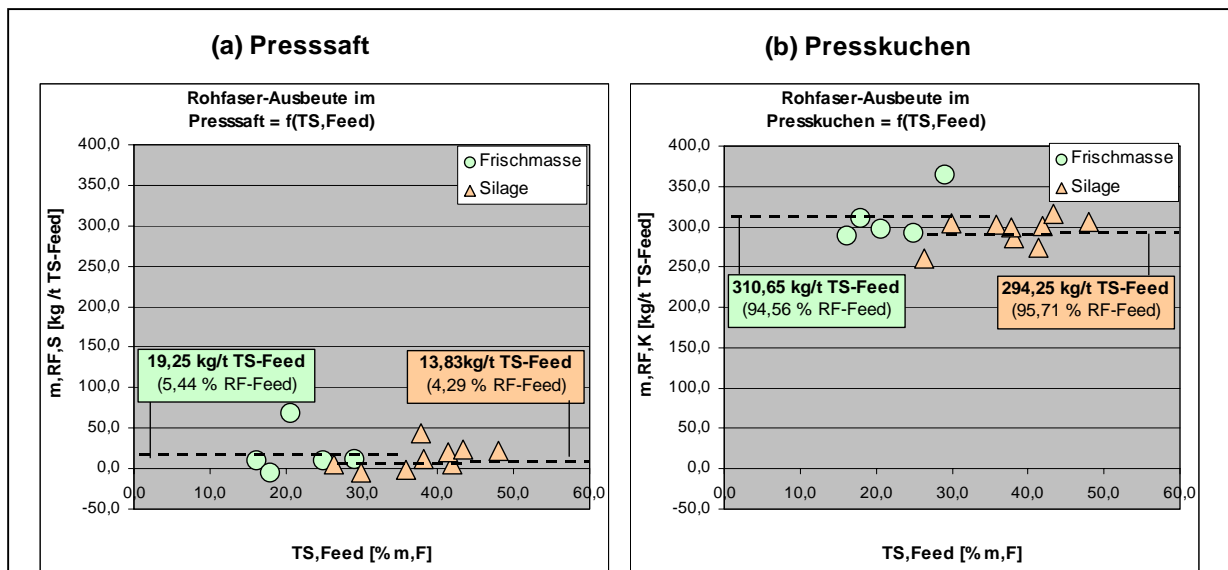 (a) Presssaft
Rohfaser-Ausbeute im
Presssaft = f(TS,Feed)
400,0
350,0
300,0
250,0
200,0
150,0
100,0
50,0
0,0
-50,0
0,0 10,0 20,0 30,0 40,0 50,0 60,0
m,RF,S [kg /t TS-Feed]
TS,Feed [% m,F]
Frischmasse
Silage
19,25 kg/t TS-Feed
(5,44 % RF-Feed)
13,83kg/t TS-Feed
(4,29 % RF-Feed)
(b) Presskuchen
Rohfaser-Ausbeute im
Presskuchen = f(TS,Feed)
400,0
350,0
300,0
250,0
200,0
150,0
100,0
50,0
0,0
-50,0
0,0 10,0 20,0 30,0 40,0 50,0 60,0
m,RF,K [kg/t TS-Feed]
TS,Feed [% m,F]
Frischmasse
Silage
310,65 kg/t TS-Feed
(94,56 % RF-Feed)
294,25 kg/t TS-Feed
(95,71 % RF-Feed)